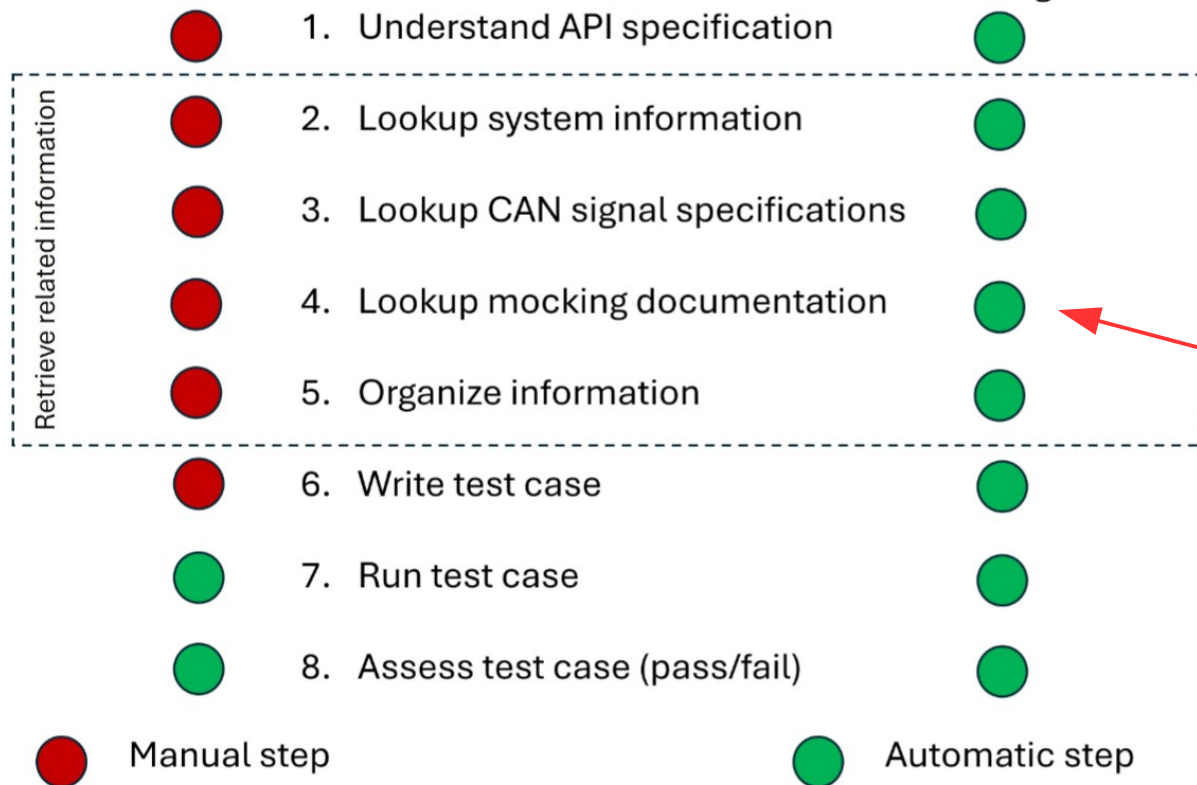 1. Understand API specification
Retrieve related information
2. Lookup system information
3. Lookup CAN signal specifications
4. Lookup mocking documentation
5. Organize information
6. Write test case
7. Run test case
8. Assess test case (pass/fail)
Manual step
Automatic step